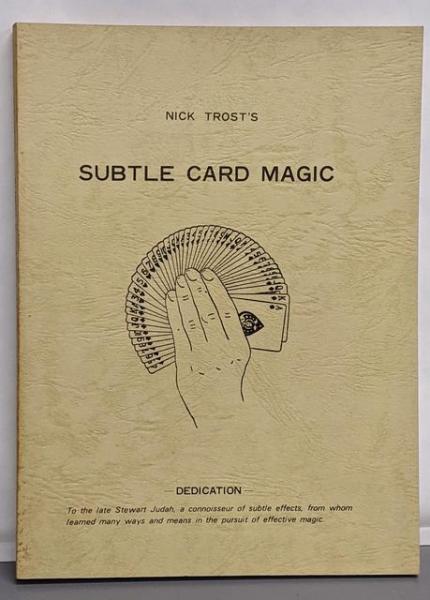 NICK TROST'S
SUBTLE CARD MAGIC
DEDICATION
To the late Stewart Judah, a connoisseur of subtle effects, from whom
learned many ways and means in the pursuit of effective magic.